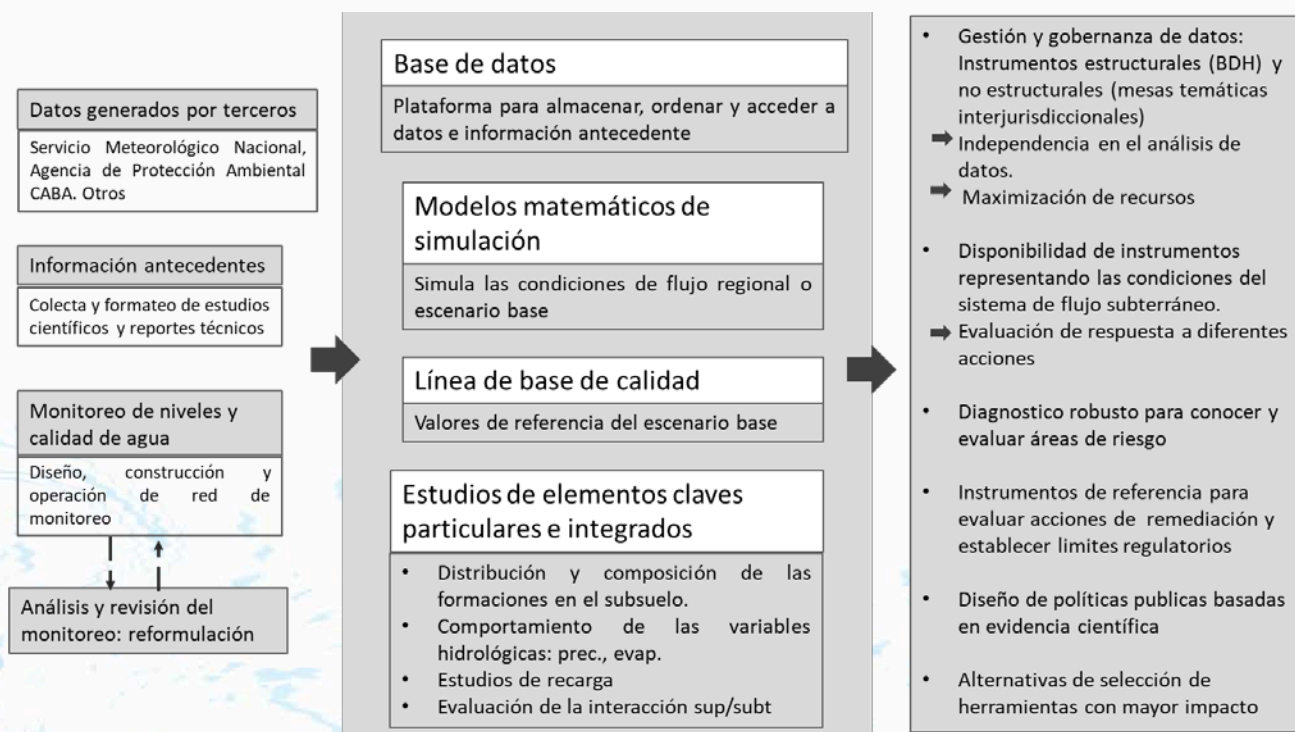 Datos generados por terceros
Servicio Meteorológico Nacional,
Agencia de Protección Ambiental
CABA. Otros
Información antecedentes
Colecta y formateo de estudios
científicos y reportes técnicos
Monitoreo de niveles y
calidad de agua
Diseño, construcción y
operación de red de
monitoreo
Análisis y revisión del
monitoreo: reformulación
Base de datos
Plataforma para almacenar, ordenar y acceder a
datos e información antecedente
Modelos matemáticos de
simulación
Simula las condiciones de flujo regional o
escenario base
Línea de base de calidad
Valores de referencia del escenario base
Estudios de elementos claves
particulares e integrados
• Distribución y composición de las
formaciones en el subsuelo.
• Comportamiento de las variables
hidrológicas: prec., evap.
• Estudios de recarga
• Evaluación de la interacción sup/subt
• Gestión y gobernanza de datos:
Instrumentos estructurales (BDH) y
no estructurales (mesas temáticas
interjurisdiccionales)
Independencia en el análisis de
datos.
Maximización de recursos
• Disponibilidad de instrumentos
representando las condiciones del
sistema de flujo subterráneo.
Evaluación de respuesta a diferentes
acciones
• Diagnostico robusto para conocer y
evaluar áreas de riesgo
• Instrumentos de referencia para
evaluar acciones de remediación y
establecer limites regulatorios
• Diseño de políticas publicas basadas
en evidencia científica
• Alternativas de selección de
herramientas con mayor impacto